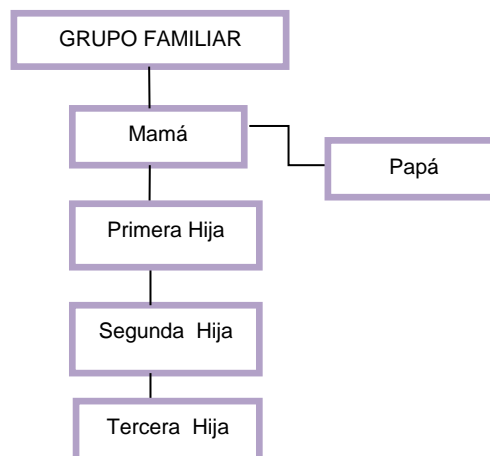 GRUPO FAMILIAR
Mamá
Papá
Primera Hija
Segunda Hija
Tercera Hija